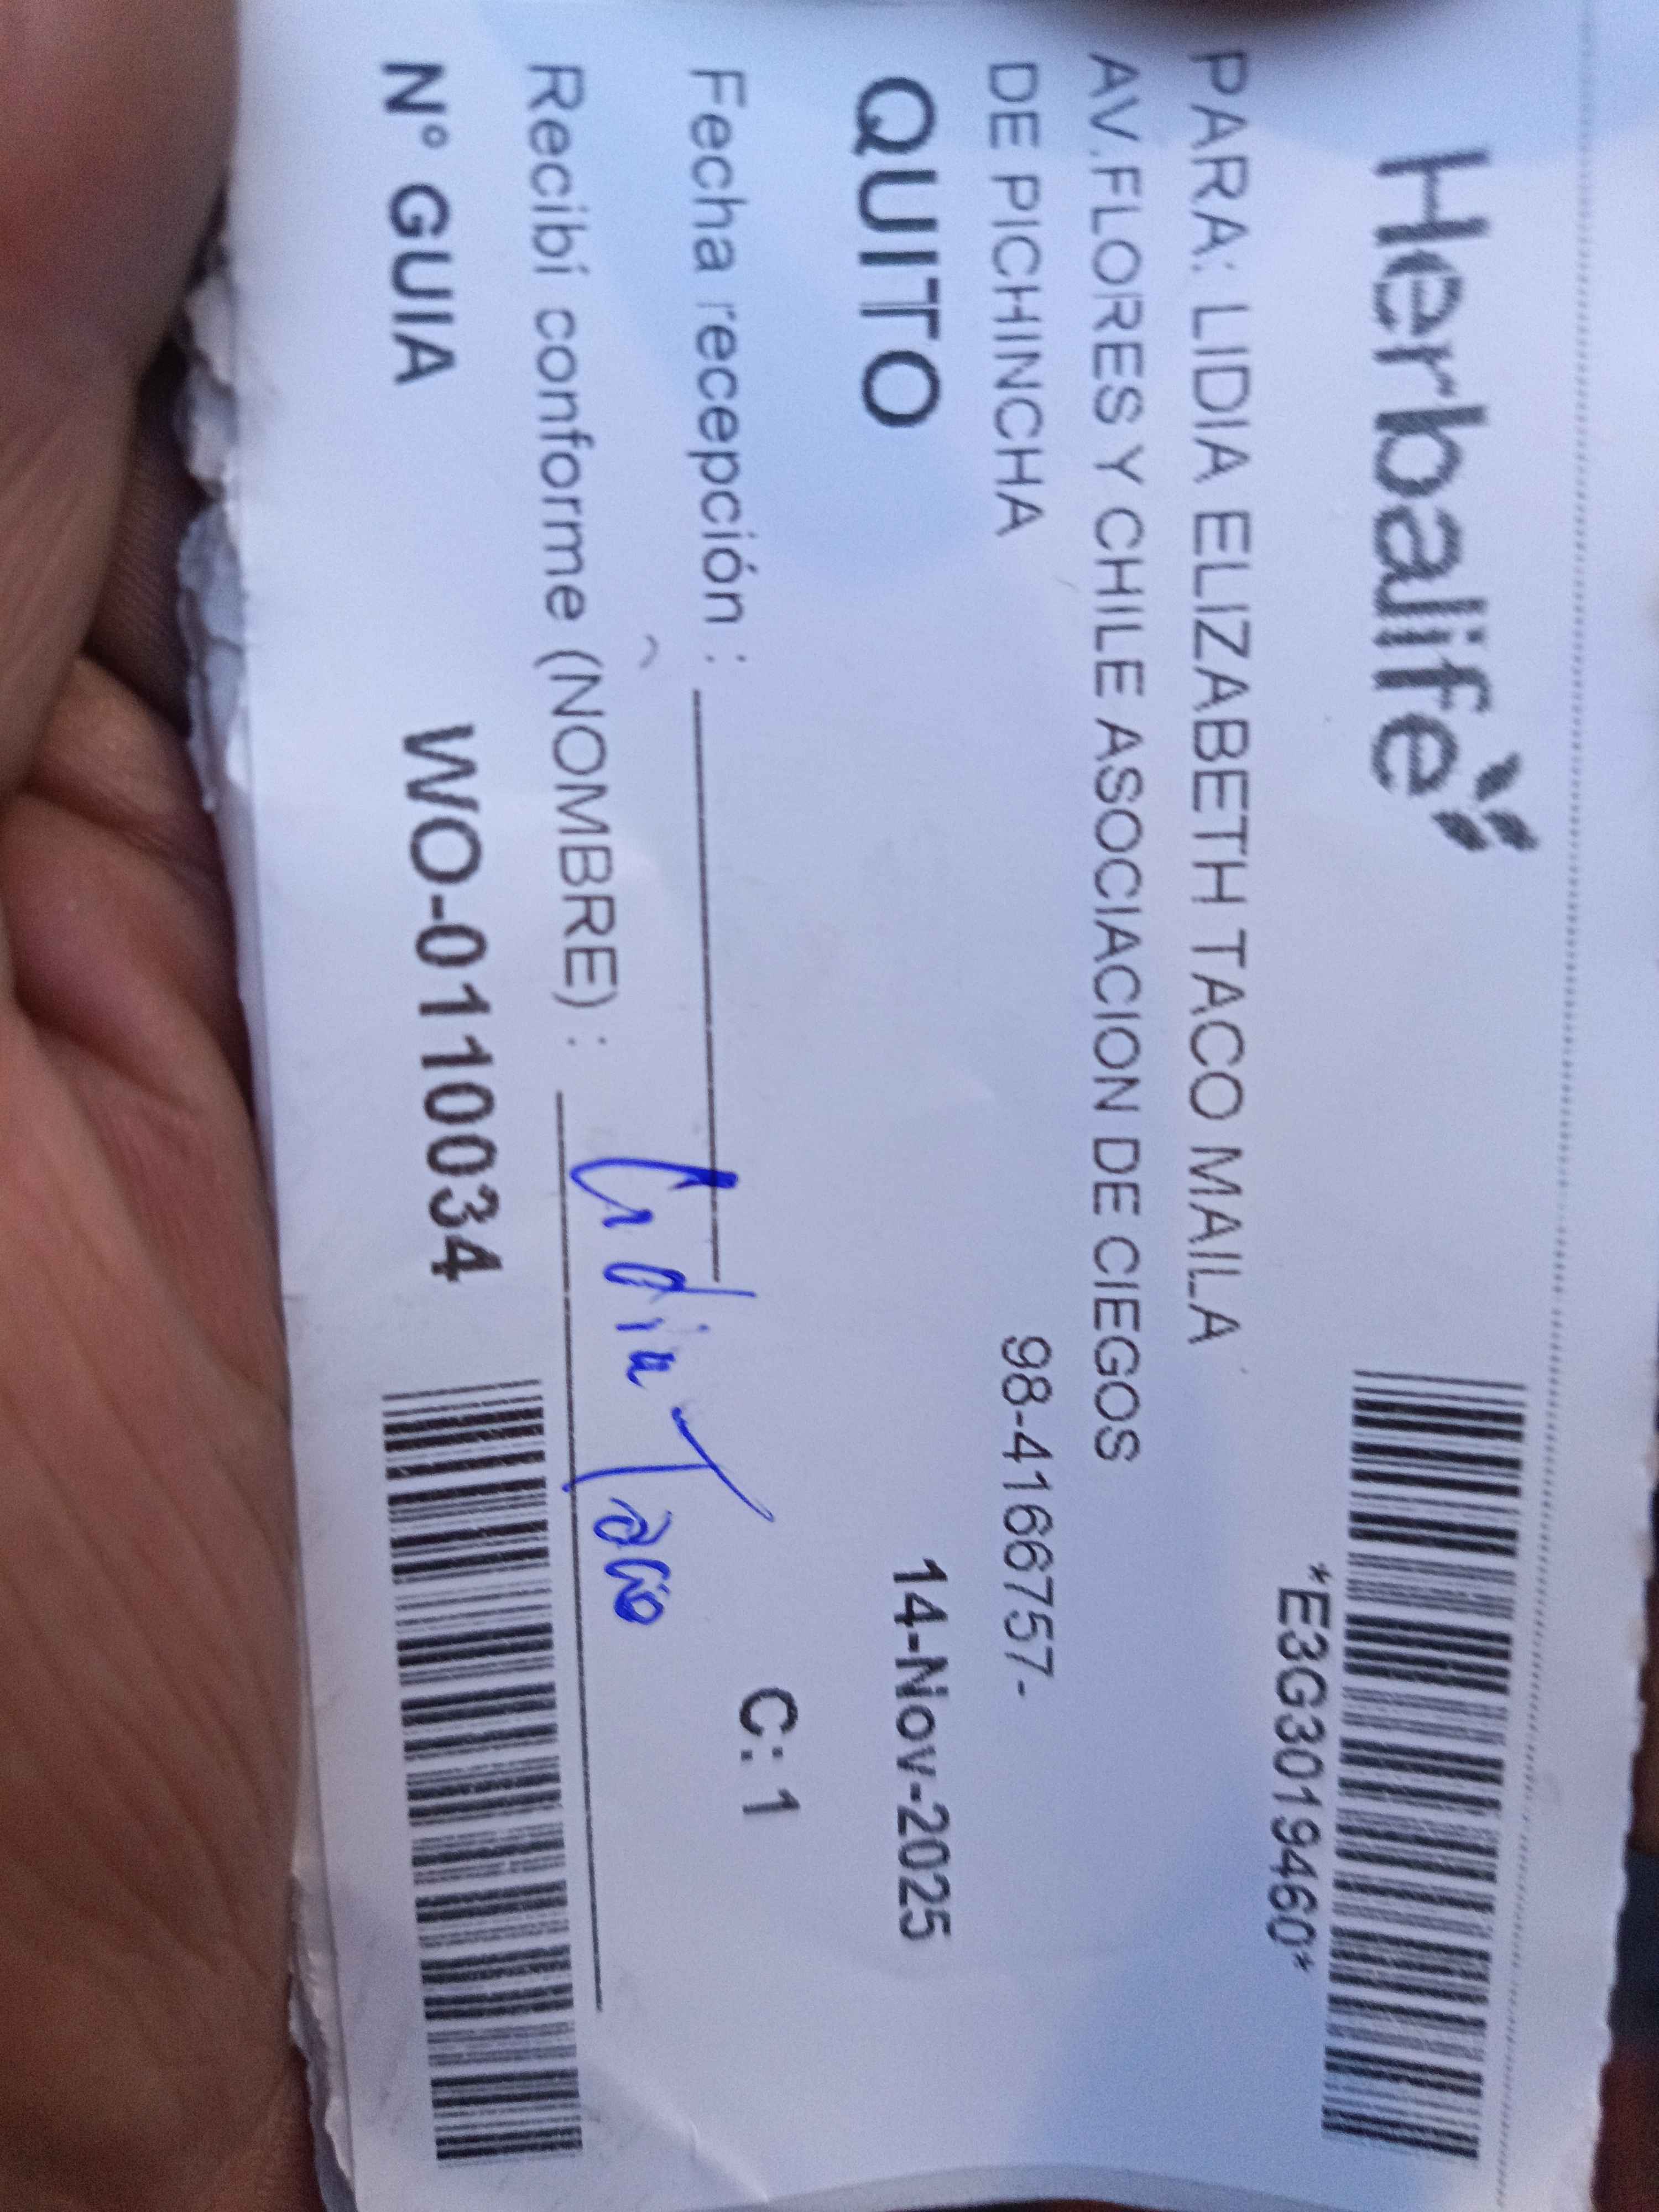 Herbalife
*E3G3019460*
PARA: LIDIA ELIZABETH TACO MAILA
AV.FLORES Y CHILE ASOCIACION DE CIEGOS
DE PICHINCHA 98-4166757-
QUITO 14-Nov-2025
Fecha recepción : C: 1
Recibí conforme (NOMBRE) : Lidia Taco
N° GUIA WO-0110034